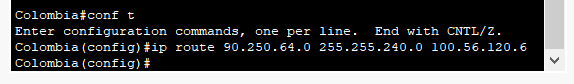 Colombia#conf t
Enter configuration commands, one per line.  End with CNTL/Z.
Colombia(config)#ip route 90.250.64.0 255.255.240.0 100.56.120.6
Colombia(config)#